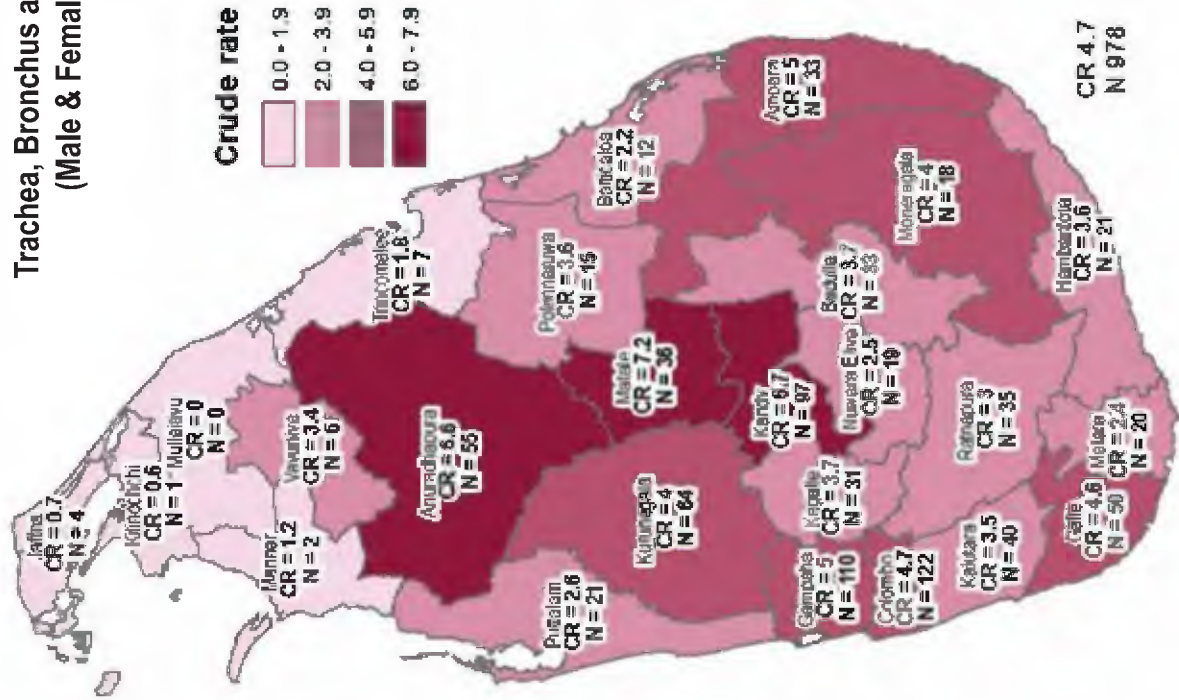 Trachea, Bronchus a
(Male & Femal
Crude rate
0.0 - 1.9
2.0 - 3.9
4.0 - 5.9
6.0 - 7.9
Jaffna
CR = 0.7
N = 4
Kilinochchi
CR = 0.6
N = 1
Mullaitivu
CR = 0
N = 0
Mannar
CR = 1.2
N = 2
Vavuniya
CR = 3.4
N = 6
Trincomalee
CR = 1.8
N = 7
Anuradhapura
CR = 6.6
N = 55
Polonnaruwa
CR = 3.6
N = 15
Batticaloa
CR = 2.2
N = 12
Puttalam
CR = 2.6
N = 21
Kurunagala
CR = 4
N = 64
Matale
CR = 7.2
N = 36
Ampara
CR = 5
N = 33
Kandy
CR = 6.7
N = 97
Gampaha
CR = 5
N = 110
Kegalle
CR = 3.7
N = 31
Nuwara Eliya
CR = 2.5
N = 19
Badulla
CR = 3.7
N = 33
Moneragala
CR = 4
N = 18
Colombo
CR = 4.7
N = 122
Ratnapura
CR = 3
N = 35
Kalutara
CR = 3.5
N = 40
Hambantota
CR = 3.6
N = 21
Galle
CR = 4.6
N = 50
Matara
CR = 2.4
N = 20
CR 4.7
N 978